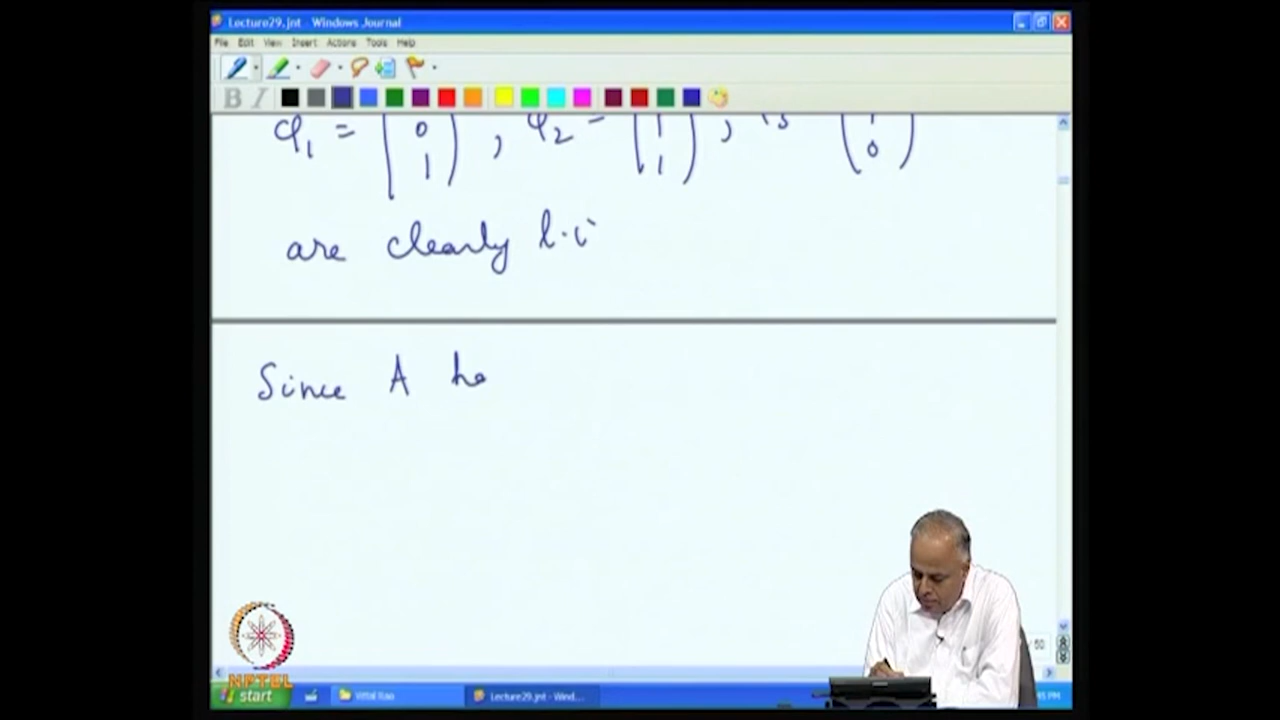 Lecture29.jnt - Windows Journal
File Edit View Insert Actions Tools Help
B I
φ₁ = (0 1), φ₂ = (1 1), (1 0)
are clearly l.i
Since A ha
NPTEL
start Vittal Rao Lecture29.jnt - Wind...